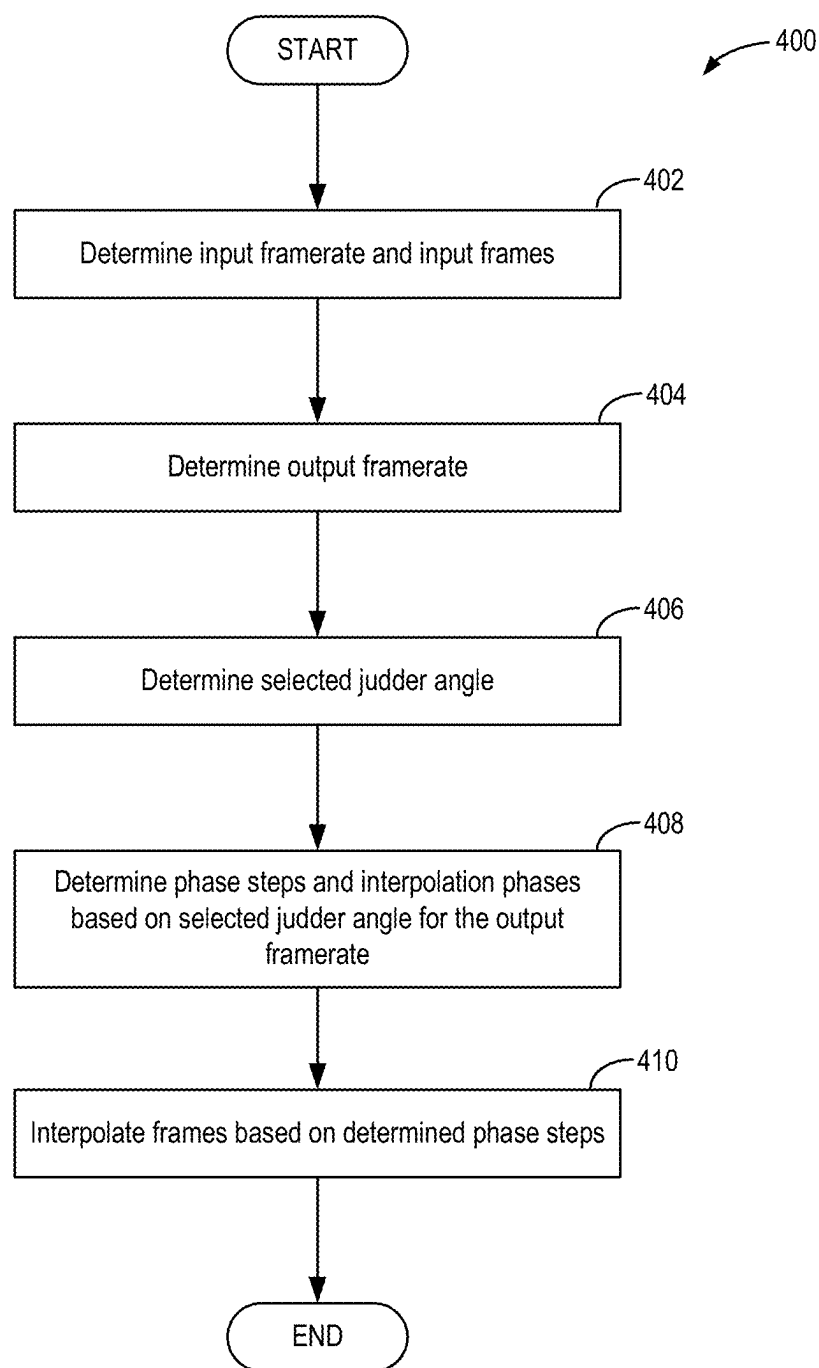 START
400
402
Determine input framerate and input frames
404
Determine output framerate
406
Determine selected judder angle
408
Determine phase steps and interpolation phases
based on selected judder angle for the output
framerate
410
Interpolate frames based on determined phase steps
END